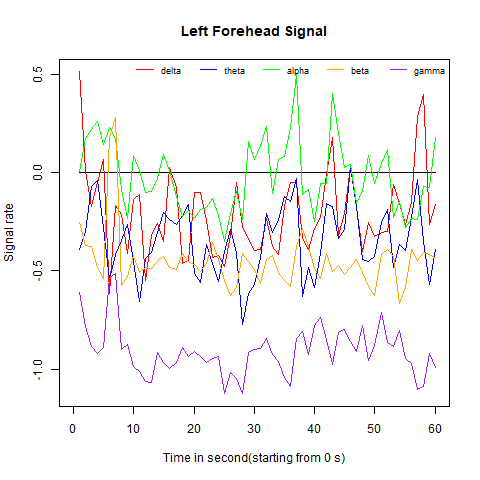 Left Forehead Signal
delta theta alpha beta gamma
0.5
0.0
-0.5
-1.0
Signal rate
0 10 20 30 40 50 60
Time in second(starting from 0 s)